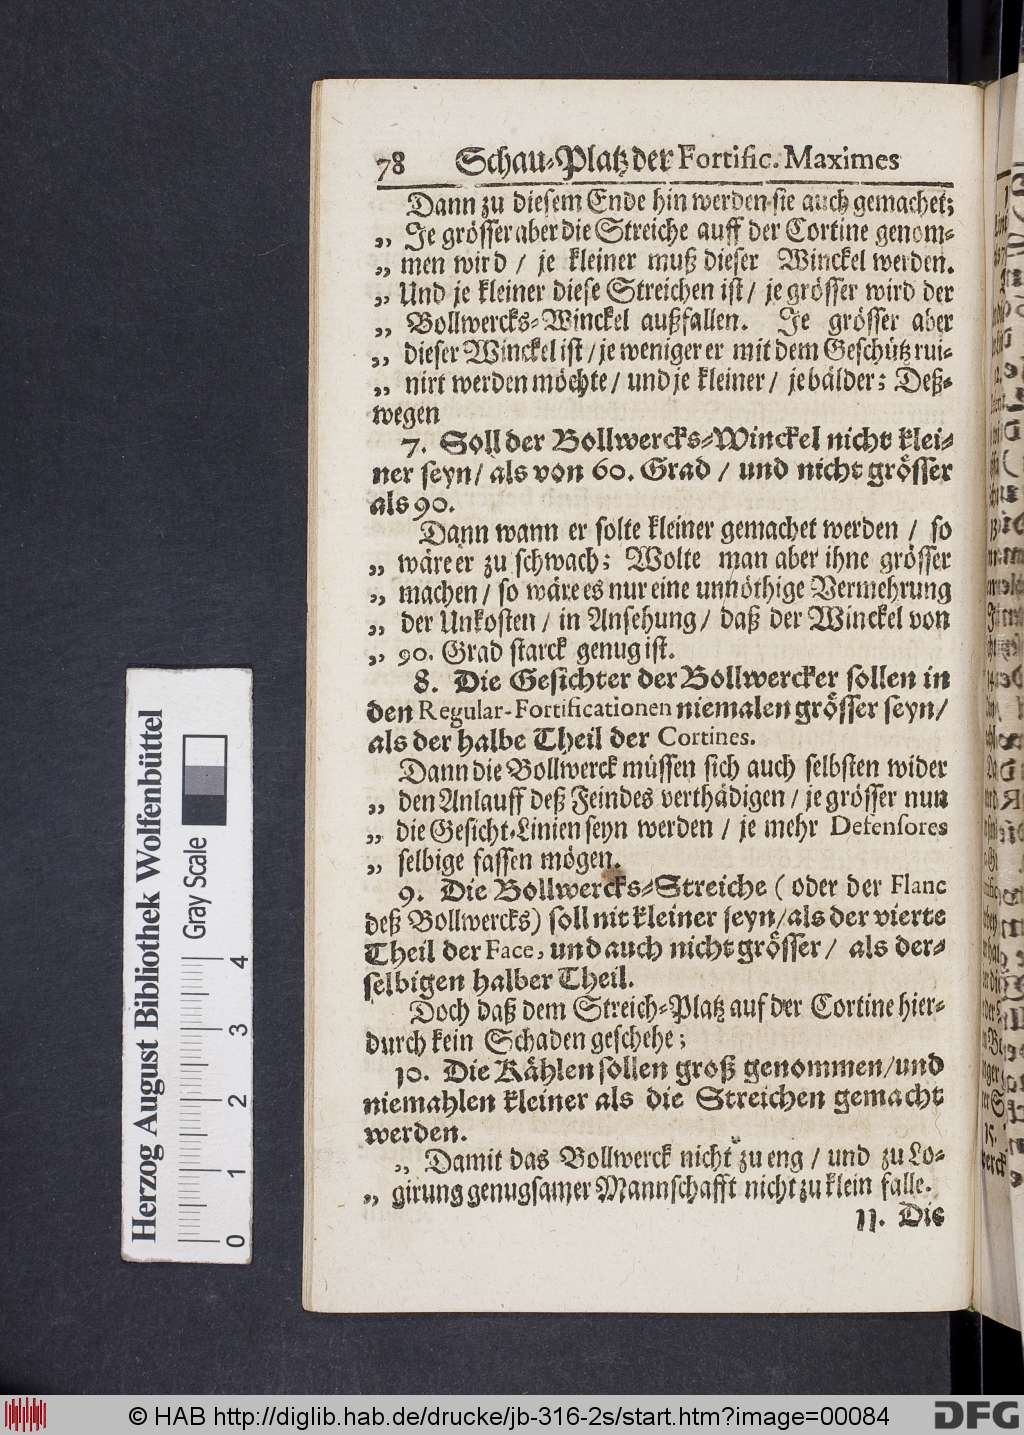 78 Schau-Platz der Fortific. Maximes
Dann zu diesem Ende hin werden sie auch gemachet;
„ Je grösser aber die Streiche auff der Cortine genom-
„ men wird / je kleiner muß dieser Winckel werden.
„ Und je kleiner diese Streichen ist / je grösser wird der
„ Bollwercks-Winckel außfallen. Je grösser aber
„ dieser Winckel ist / je weniger er mit dem Geschütz rui-
„ nirt werden möchte / und je kleiner / je bälder; Deß-
wegen
7. Soll der Bollwercks-Winckel nicht klei-
ner seyn / als von 60. Grad / und nicht grösser
als 90.
Dann wann er solte kleiner gemachet werden / so
„ wäre er zu schwach; Wolte man aber ihne grösser
„ machen / so wäre es nur eine unnöthige Vermehrung
„ der Unkosten / in Ansehung / daß der Winckel von
„ 90. Grad starck genug ist.
8. Die Gesichter der Bollwercker sollen in
den Regular-Fortificationen niemalen grösser seyn /
als der halbe Theil der Cortines.
Dann die Bollwerck müssen sich auch selbsten wider
„ den Anlauff deß Feindes verthädigen / je grösser nun
„ die Gesicht-Linien seyn werden / je mehr Defensores
„ selbige fassen mögen.
9. Die Bollwercks-Streiche ( oder der Flanc
deß Bollwercks) soll nit kleiner seyn / als der vierte
Theil der Face, und auch nicht grösser / als der-
selbigen halber Theil.
Doch daß dem Streich-Platz auf der Cortine hier-
durch kein Schaden geschehe;
10. Die Kählen sollen groß genommen / und
niemahlen kleiner als die Streichen gemacht
werden.
„ Damit das Bollwerck nicht zu eng / und zu Lo-
„ girung genugsamer Mannschafft nicht zu klein falle.
11. Die
Herzog August Bibliothek Wolfenbüttel
Gray Scale
0 1 2 3 4
© HAB http://diglib.hab.de/drucke/jb-316-2s/start.htm?image=00084
DFG